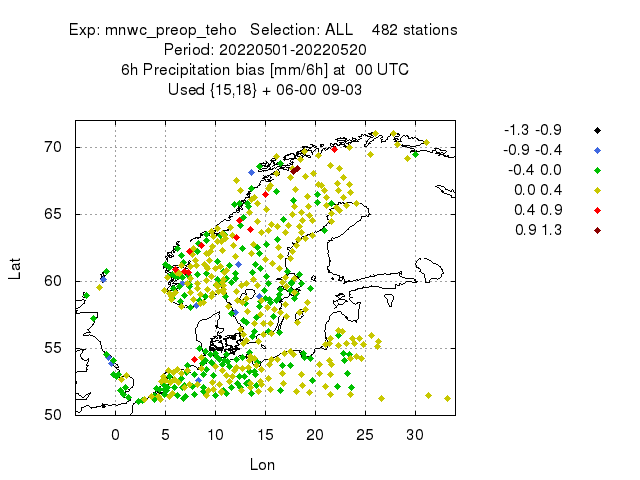 Exp: mnwc_preop_teho   Selection: ALL    482 stations
Period: 20220501-20220520
6h Precipitation bias [mm/6h] at  00 UTC
Used {15,18} + 06-00 09-03
-1.3 -0.9
-0.9 -0.4
-0.4 0.0
0.0 0.4
0.4 0.9
0.9 1.3
70
65
60
55
50
Lat
0 5 10 15 20 25 30
Lon